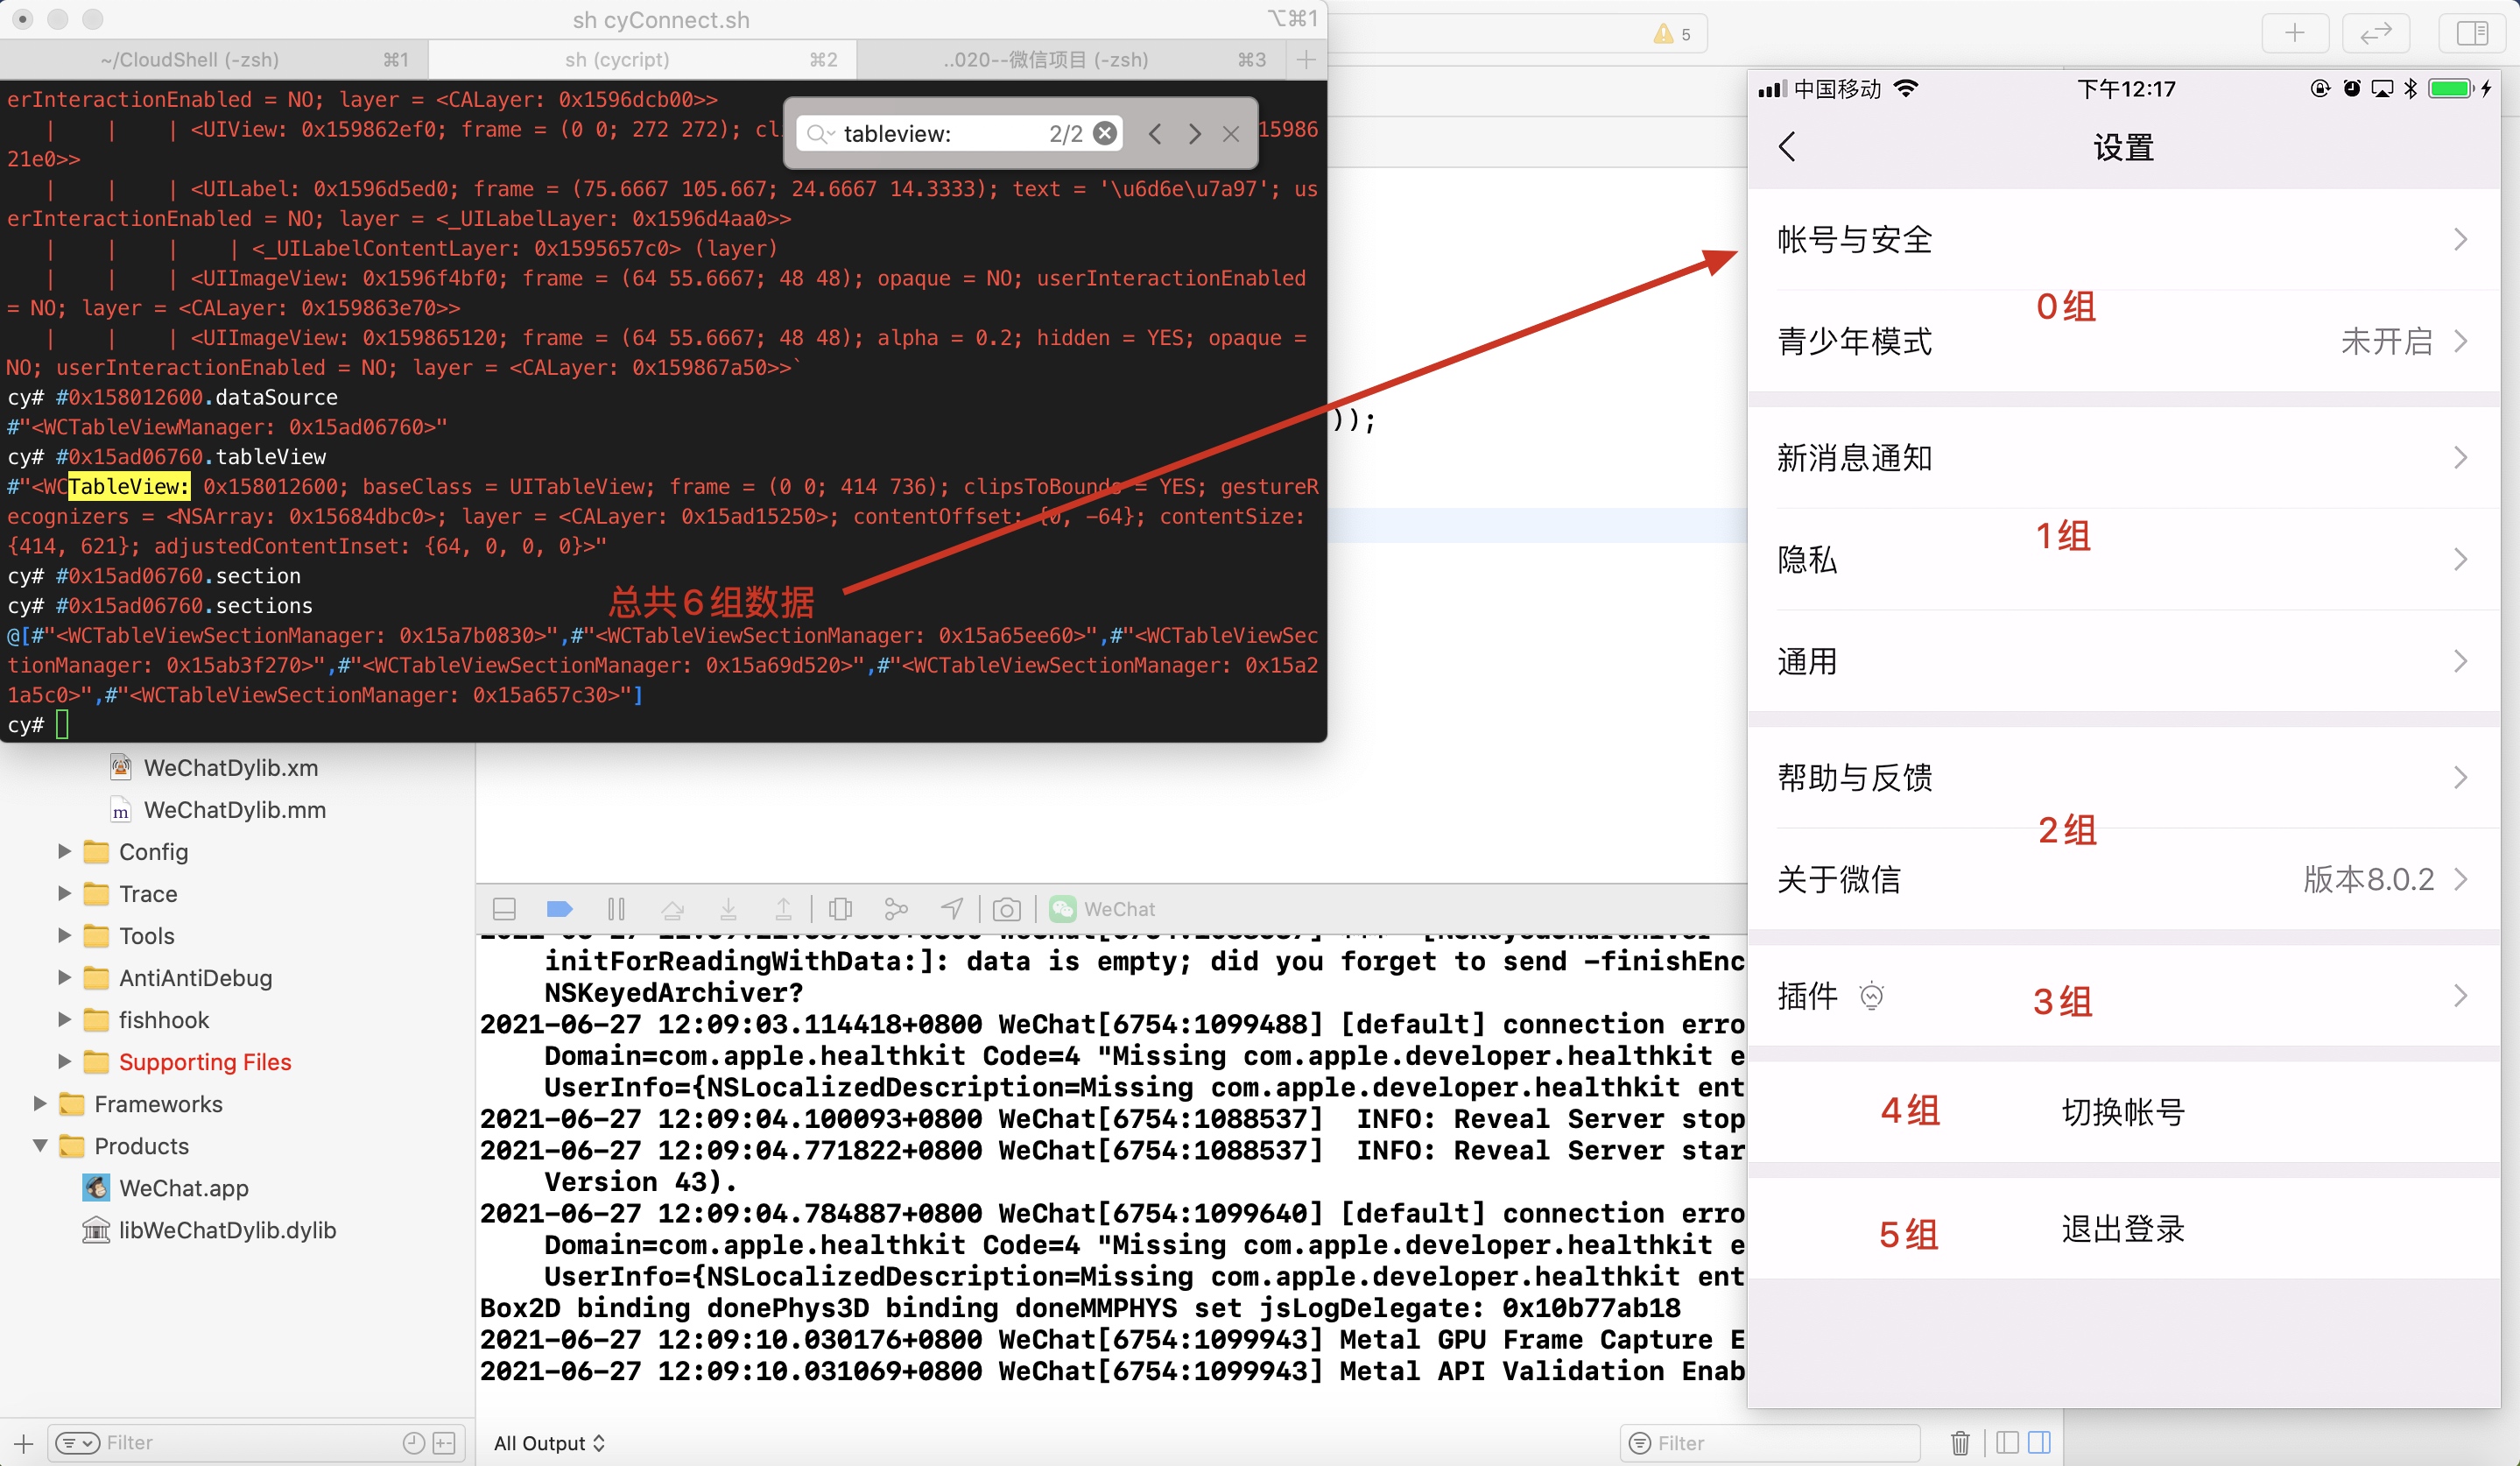 sh cyConnect.sh
⌥⌘1
~/CloudShell (-zsh) ⌘1
sh (cycript) ⌘2
..020--微信项目 (-zsh) ⌘3
erInteractionEnabled = NO; layer = <CALayer: 0x1596dcb00>>
| | | <UIView: 0x159862ef0; frame = (0 0; 272 272); cl
15986
21e0>>
| | | <UILabel: 0x1596d5ed0; frame = (75.6667 105.667; 24.6667 14.3333); text = '\u6d6e\u7a97'; us
erInteractionEnabled = NO; layer = <_UILabelLayer: 0x1596d4aa0>>
| | | | <_UILabelContentLayer: 0x1595657c0> (layer)
| | | <UIImageView: 0x1596f4bf0; frame = (64 55.6667; 48 48); opaque = NO; userInteractionEnabled
= NO; layer = <CALayer: 0x159863e70>>
| | | <UIImageView: 0x159865120; frame = (64 55.6667; 48 48); alpha = 0.2; hidden = YES; opaque =
NO; userInteractionEnabled = NO; layer = <CALayer: 0x159867a50>>`
cy# #0x158012600.dataSource
#"<WCTableViewManager: 0x15ad06760>"
cy# #0x15ad06760.tableView
#"<WCTableView: 0x158012600; baseClass = UITableView; frame = (0 0; 414 736); clipsToBounds = YES; gestureR
ecognizers = <NSArray: 0x15684dbc0>; layer = <CALayer: 0x15ad15250>; contentOffset: {0, -64}; contentSize:
{414, 621}; adjustedContentInset: {64, 0, 0, 0}>"
cy# #0x15ad06760.section
cy# #0x15ad06760.sections
@[#"<WCTableViewSectionManager: 0x15a7b0830>",#"<WCTableViewSectionManager: 0x15a65ee60>",#"<WCTableViewSec
tionManager: 0x15ab3f270>",#"<WCTableViewSectionManager: 0x15a69d520>",#"<WCTableViewSectionManager: 0x15a2
1a5c0>",#"<WCTableViewSectionManager: 0x15a657c30>"]
cy#
tableview: 2/2
总共6组数据
5
));
WeChatDylib.xm
WeChatDylib.mm
Config
Trace
Tools
AntiAntiDebug
fishhook
Supporting Files
Frameworks
Products
WeChat.app
libWeChatDylib.dylib
Filter
WeChat
initForReadingWithData:]: data is empty; did you forget to send -finishEnc
NSKeyedArchiver?
2021-06-27 12:09:03.114418+0800 WeChat[6754:1099488] [default] connection erro
Domain=com.apple.healthkit Code=4 "Missing com.apple.developer.healthkit e
UserInfo={NSLocalizedDescription=Missing com.apple.developer.healthkit ent
2021-06-27 12:09:04.100093+0800 WeChat[6754:1088537] INFO: Reveal Server stop
2021-06-27 12:09:04.771822+0800 WeChat[6754:1088537] INFO: Reveal Server star
Version 43).
2021-06-27 12:09:04.784887+0800 WeChat[6754:1099640] [default] connection erro
Domain=com.apple.healthkit Code=4 "Missing com.apple.developer.healthkit e
UserInfo={NSLocalizedDescription=Missing com.apple.developer.healthkit ent
Box2D binding donePhys3D binding doneMMPHYS set jsLogDelegate: 0x10b77ab18
2021-06-27 12:09:10.030176+0800 WeChat[6754:1099943] Metal GPU Frame Capture E
2021-06-27 12:09:10.031069+0800 WeChat[6754:1099943] Metal API Validation Enab
All Output
Filter
中国移动 下午12:17
设置
帐号与安全
0组
青少年模式 未开启
新消息通知
1组
隐私
通用
帮助与反馈
2组
关于微信 版本8.0.2
插件 3组
4组 切换帐号
5组 退出登录